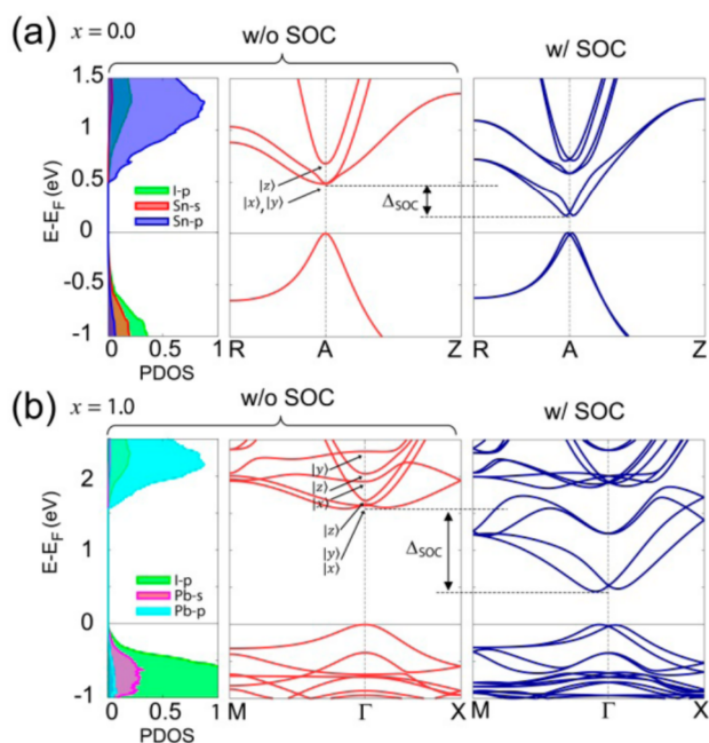 (a) x = 0.0
w/o SOC
w/ SOC
1.5
1
0.5
0
-0.5
-1
E-E_F (eV)
I-p
Sn-s
Sn-p
|z⟩
|x⟩,|y⟩
Δ_SOC
0 0.5 1
PDOS
R A Z
R A Z
(b) x = 1.0
w/o SOC
w/ SOC
2
1
0
-1
E-E_F (eV)
I-p
Pb-s
Pb-p
|y⟩
|z⟩
|x⟩
|z⟩
|y⟩
|x⟩
Δ_SOC
0 0.5 1
PDOS
M Γ X
M Γ X